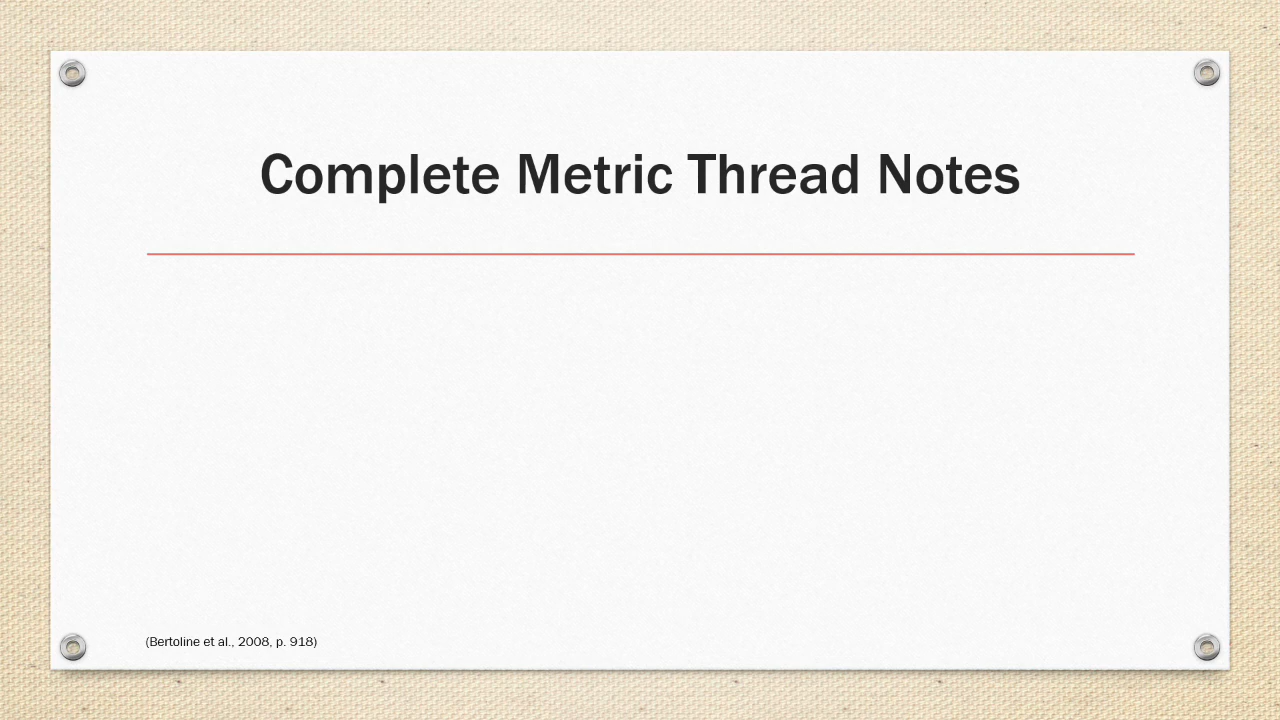 Complete Metric Thread Notes
(Bertoline et al., 2008, p. 918)